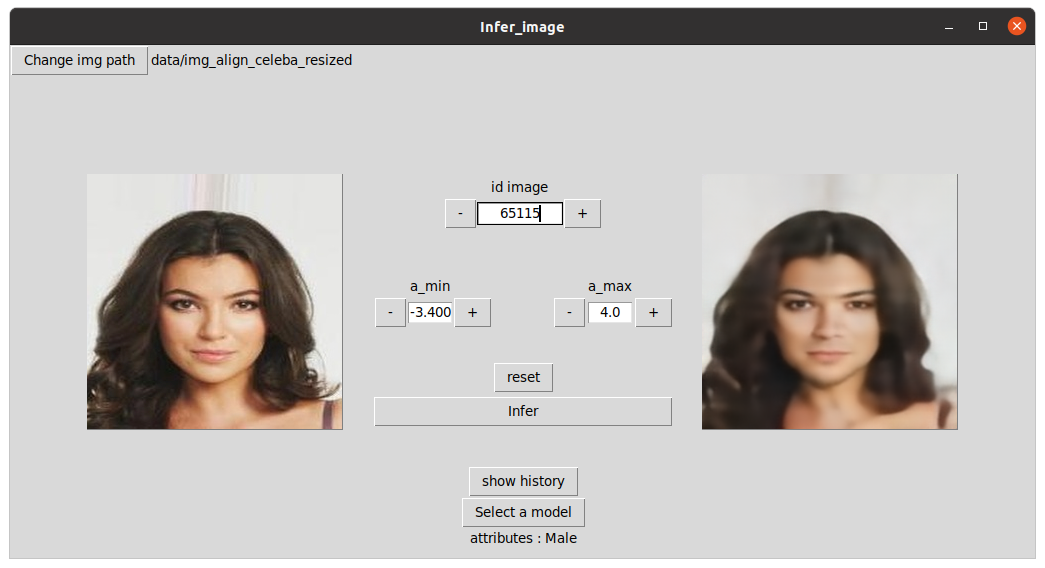 Infer_image
Change img path data/img_align_celeba_resized
id image
- 65115 +
a_min a_max
- -3.400 + - 4.0 +
reset
Infer
show history
Select a model
attributes : Male